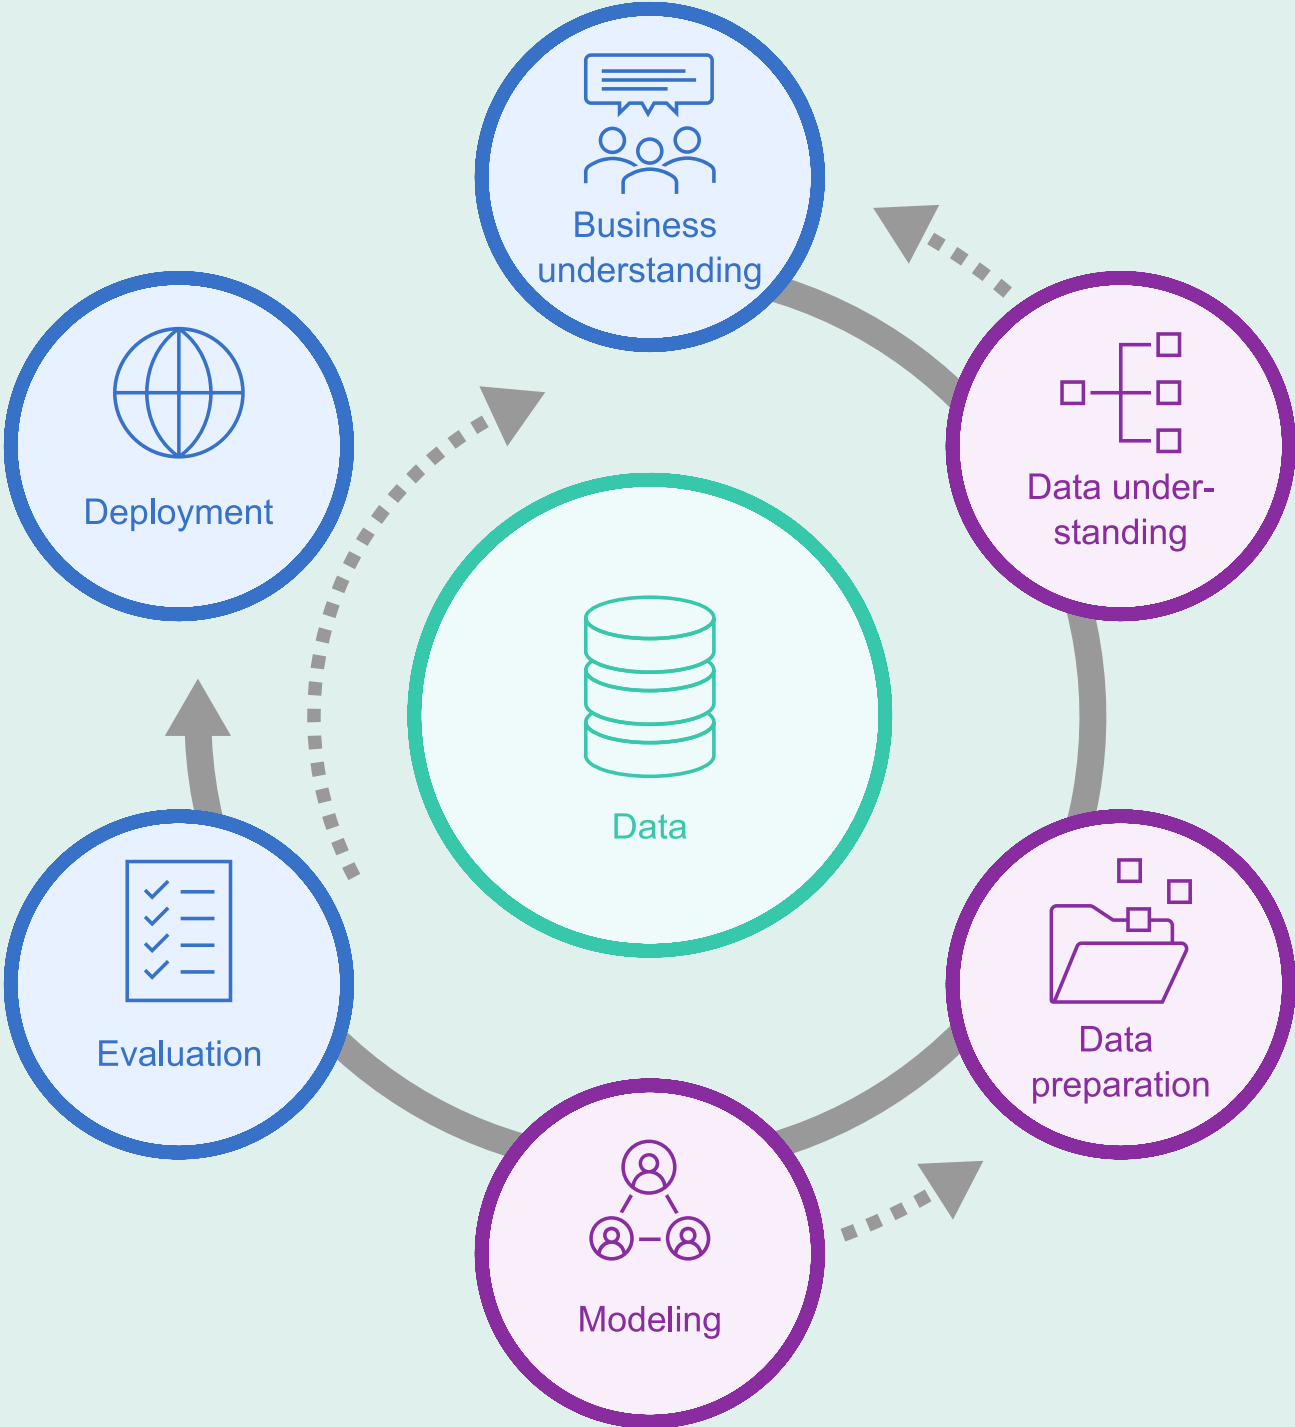 Business
understanding
Data under-
standing
Data
preparation
Modeling
Evaluation
Deployment
Data